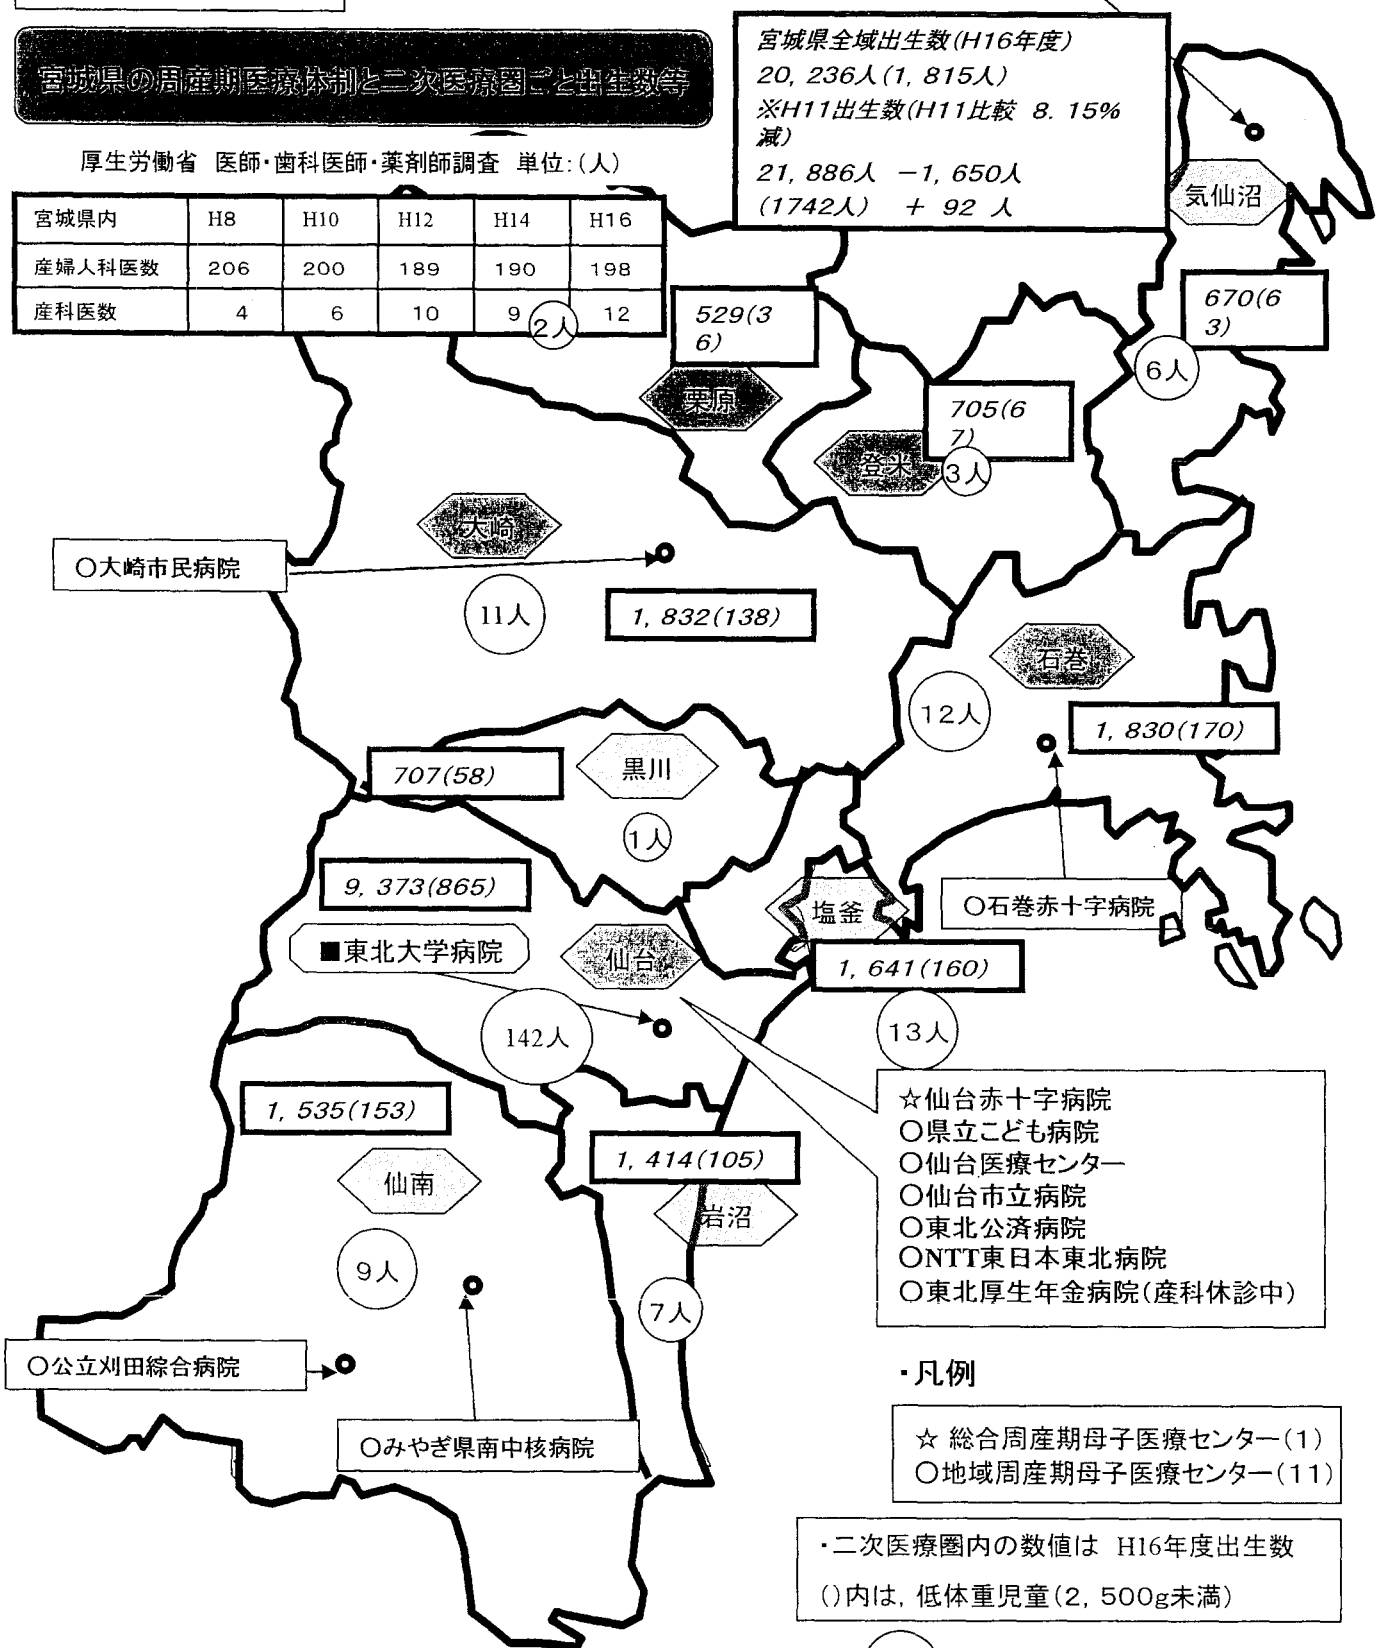 宮城県の周産期医療体制と二次医療圏ごと出生数等
宮城県全域出生数(H16年度)
20, 236人(1, 815人)
※H11出生数(H11比較 8. 15%
減)
21, 886人 −1, 650人
(1742人) + 92 人
厚生労働省 医師・歯科医師・薬剤師調査 単位:(人)
宮城県内 H8 H10 H12 H14 H16
産婦人科医数 206 200 189 190 198
産科医数 4 6 10 9 12
2人
気仙沼
670(6
3)
6人
529(3
6)
栗原
705(6
7)
登米
3人
大崎
○大崎市民病院
11人
1, 832(138)
石巻
12人
1, 830(170)
○石巻赤十字病院
707(58)
黒川
1人
9, 373(865)
■東北大学病院
仙台
142人
塩釜
1, 641(160)
13人
☆仙台赤十字病院
○県立こども病院
○仙台医療センター
○仙台市立病院
○東北公済病院
○NTT東日本東北病院
○東北厚生年金病院(産科休診中)
1, 535(153)
仙南
9人
1, 414(105)
岩沼
7人
○公立刈田綜合病院
○みやぎ県南中核病院
・凡例
☆ 総合周産期母子医療センター(1)
○地域周産期母子医療センター(11)
・二次医療圏内の数値は H16年度出生数
()内は, 低体重児童(2, 500g未満)